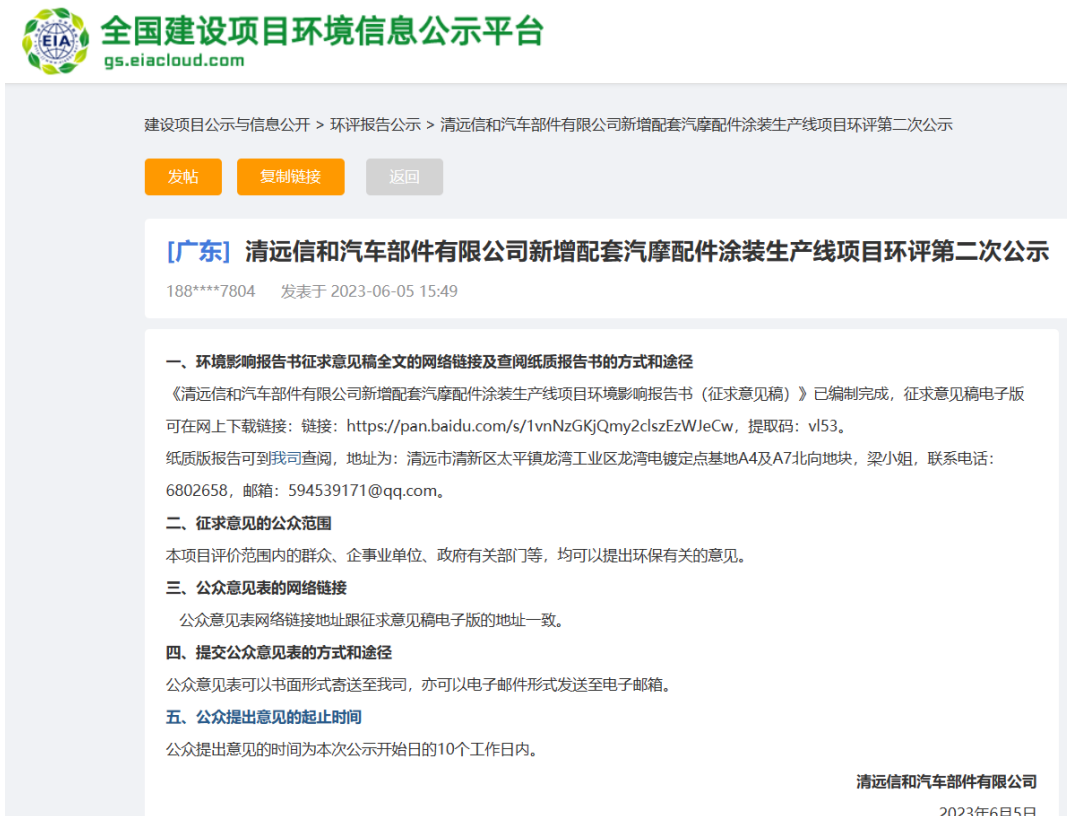 EIA
全国建设项目环境信息公示平台
gs.eiacloud.com
建设项目公示与信息公开 > 环评报告公示 > 清远信和汽车部件有限公司新增配套汽摩配件涂装生产线项目环评第二次公示
发帖 复制链接 返回
[广东] 清远信和汽车部件有限公司新增配套汽摩配件涂装生产线项目环评第二次公示
188****7804 发表于 2023-06-05 15:49
一、环境影响报告书征求意见稿全文的网络链接及查阅纸质报告书的方式和途径
《清远信和汽车部件有限公司新增配套汽摩配件涂装生产线项目环境影响报告书（征求意见稿）》已编制完成，征求意见稿电子版
可在网上下载链接：链接：https://pan.baidu.com/s/1vnNzGKjQmy2clszEzWJeCw，提取码：vl53。
纸质版报告可到我司查阅，地址为：清远市清新区太平镇龙湾工业区龙湾电镀定点基地A4及A7北向地块，梁小姐，联系电话：
6802658，邮箱：594539171@qq.com。
二、征求意见的公众范围
本项目评价范围内的群众、企事业单位、政府有关部门等，均可以提出环保有关的意见。
三、公众意见表的网络链接
公众意见表网络链接地址跟征求意见稿电子版的地址一致。
四、提交公众意见表的方式和途径
公众意见表可以书面形式寄送至我司，亦可以电子邮件形式发送至电子邮箱。
五、公众提出意见的起止时间
公众提出意见的时间为本次公示开始日的10个工作日内。
清远信和汽车部件有限公司
2023年6月5日